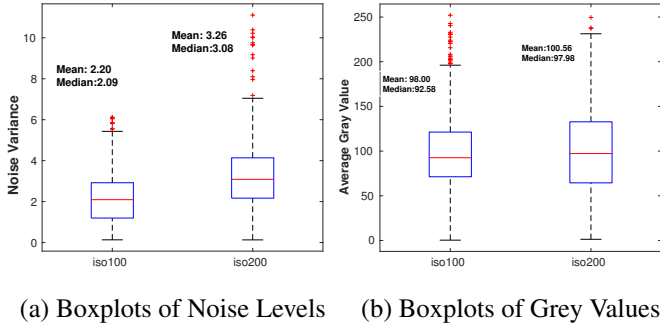 Mean: 3.26
Median:3.08
Mean: 2.20
Median:2.09
Noise Variance
10
8
6
4
2
0
iso100 iso200
Mean:100.56
Median:97.98
Mean: 98.00
Median:92.58
Average Gray Value
250
200
150
100
50
0
iso100 iso200
(a) Boxplots of Noise Levels (b) Boxplots of Grey Values